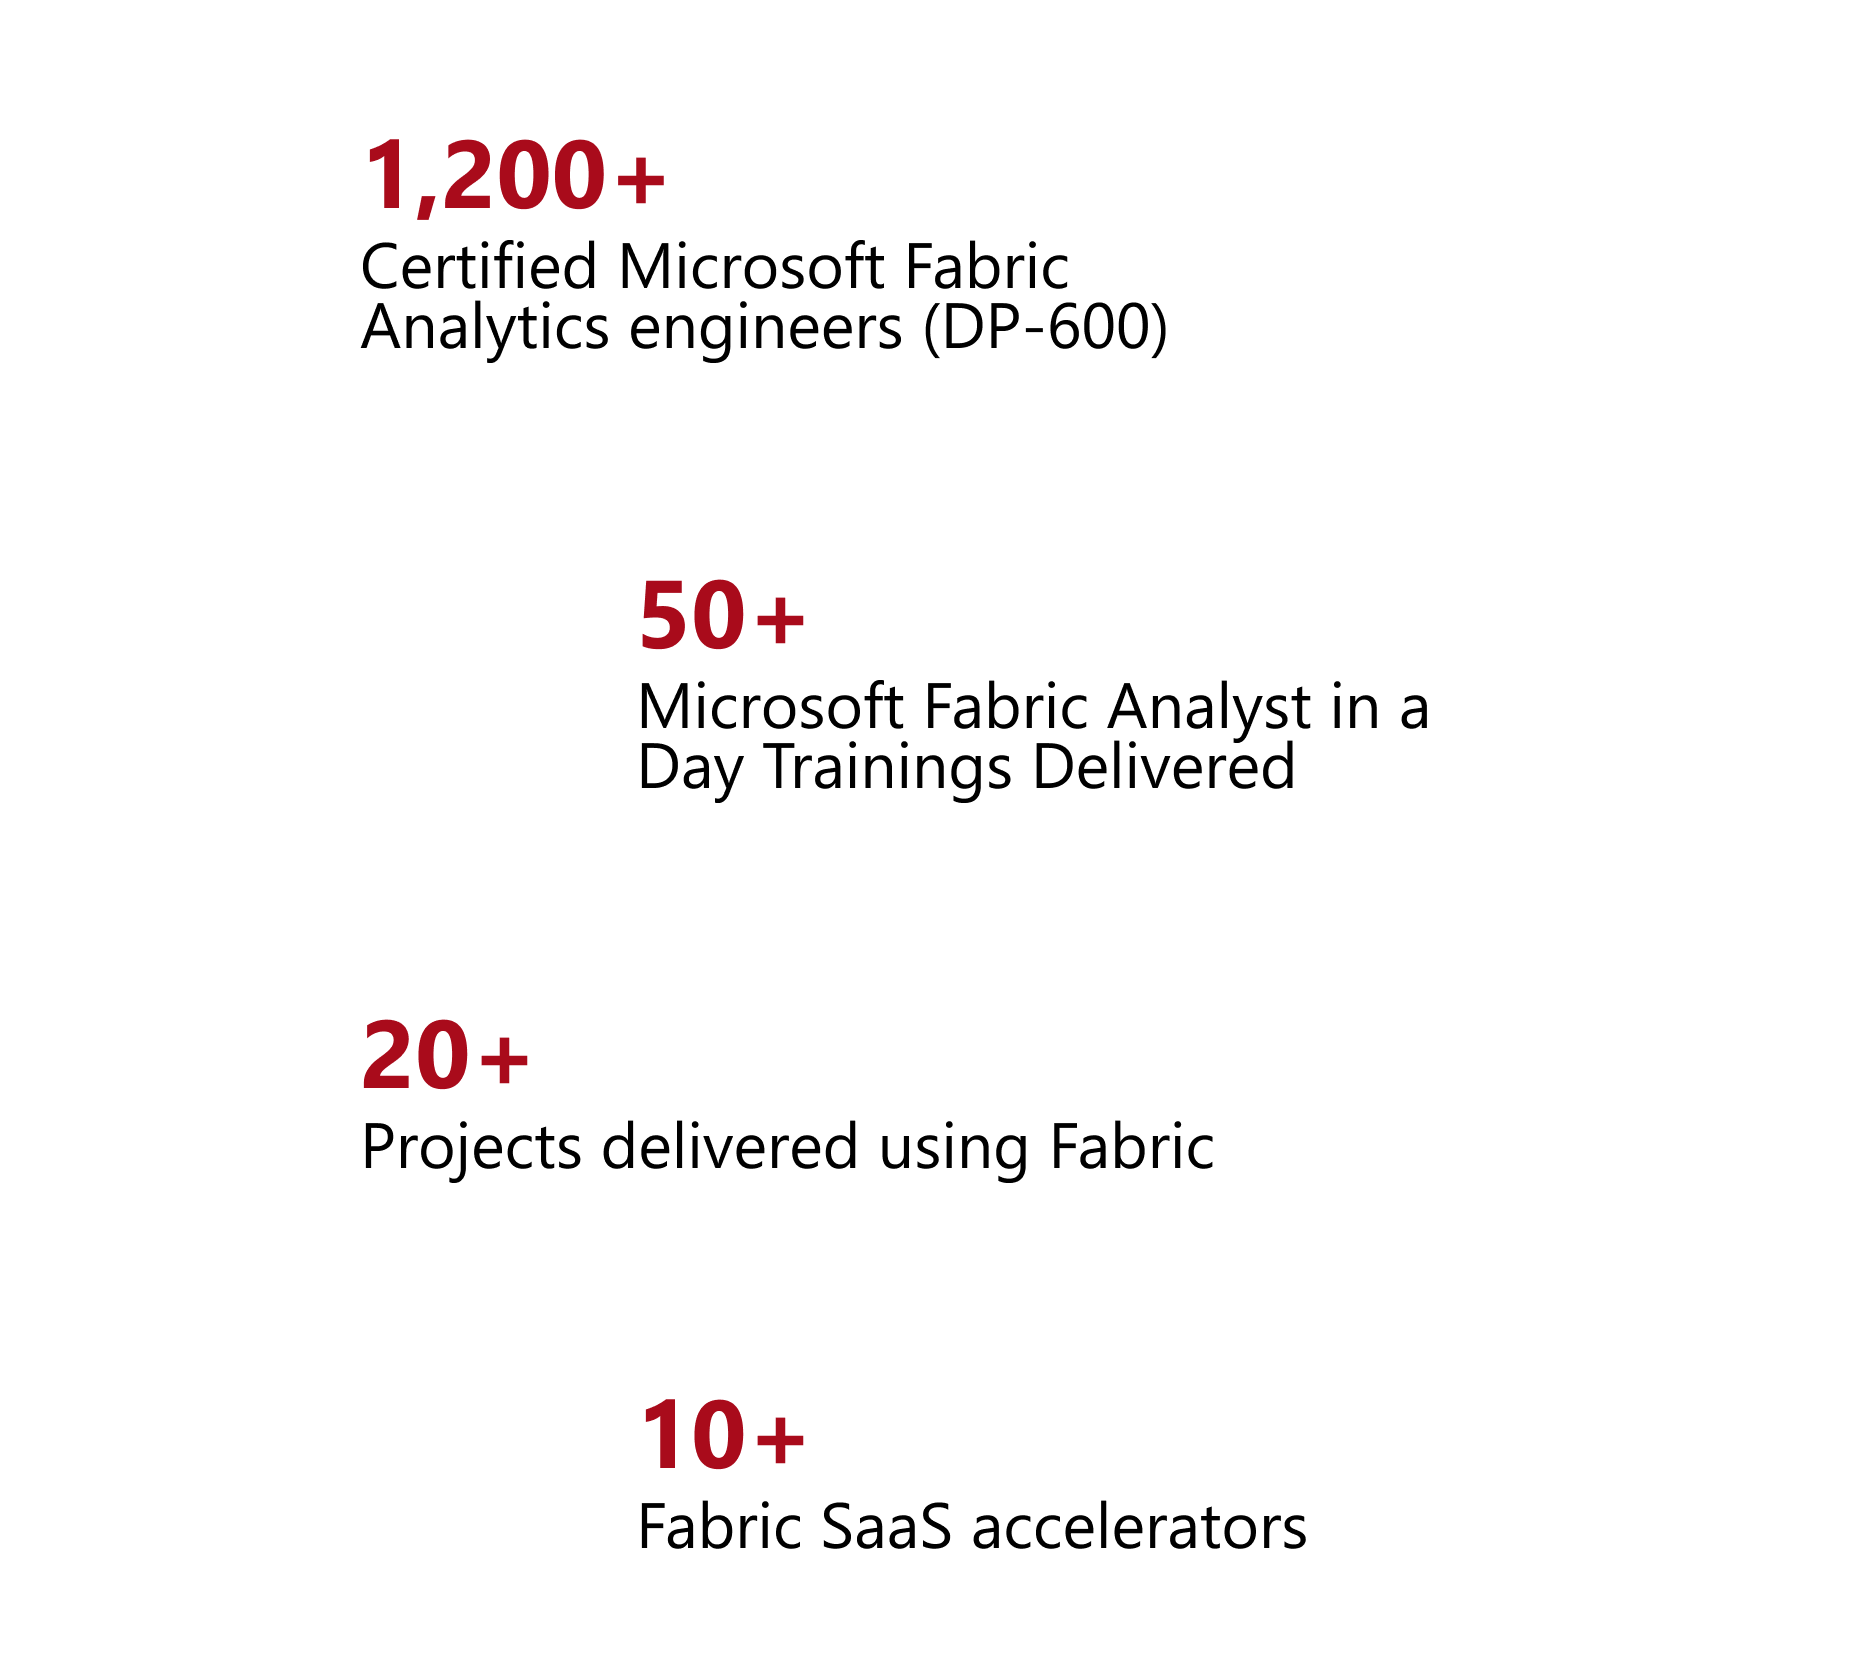 1,200+
Certified Microsoft Fabric
Analytics engineers (DP-600)
50+
Microsoft Fabric Analyst in a
Day Trainings Delivered
20+
Projects delivered using Fabric
10+
Fabric SaaS accelerators